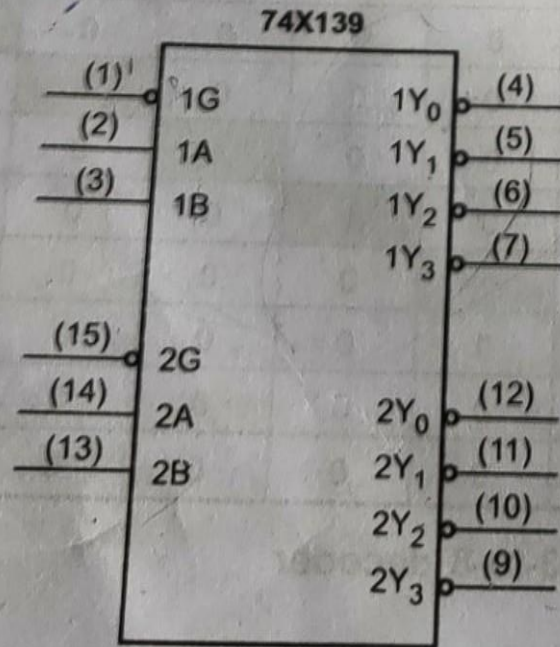 74X139
(1) 1G 1Y0 (4)
(2) 1A 1Y1 (5)
(3) 1B 1Y2 (6)
1Y3 (7)
(15) 2G
(14) 2A 2Y0 (12)
(13) 2B 2Y1 (11)
2Y2 (10)
2Y3 (9)